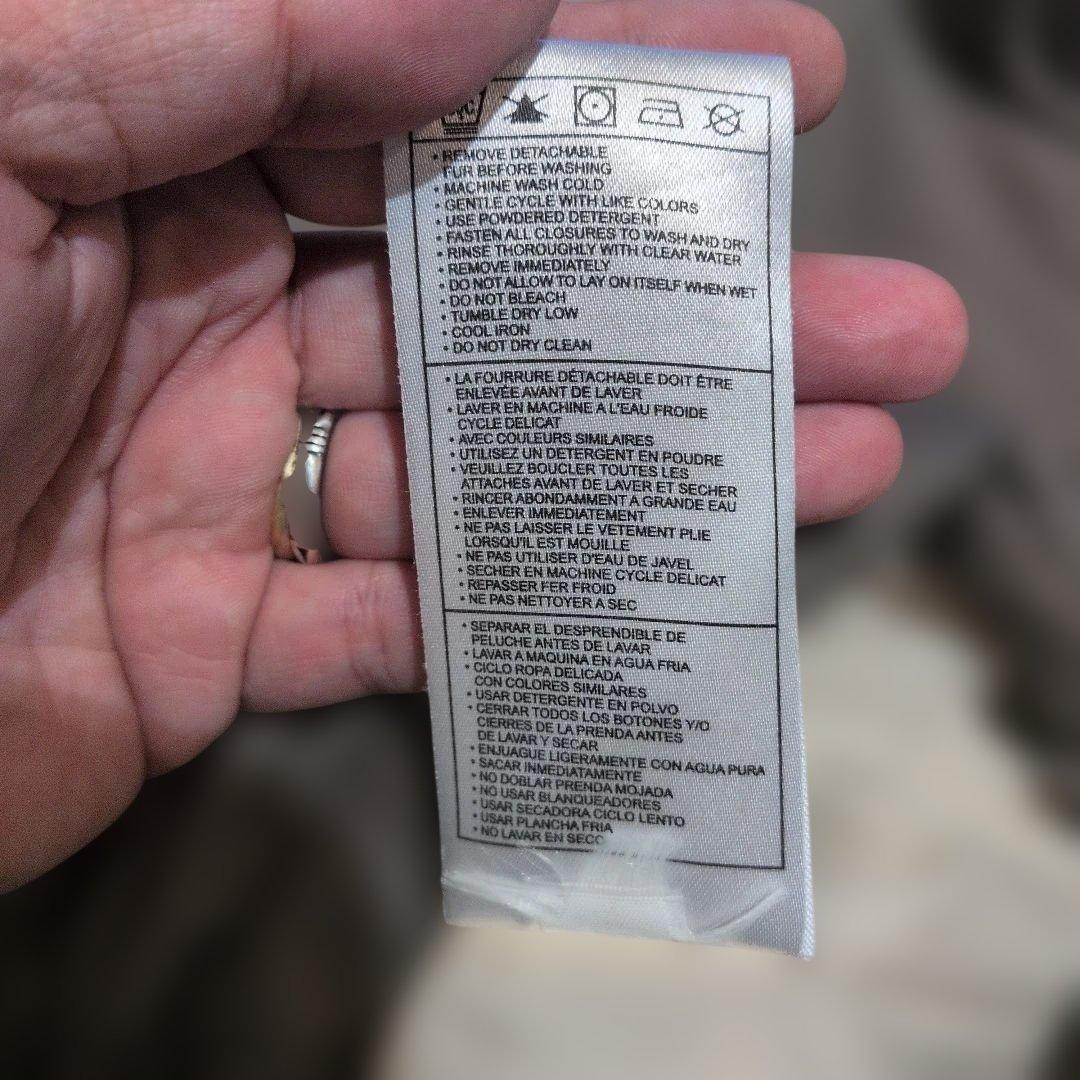 • REMOVE DETACHABLE
FUR BEFORE WASHING
• MACHINE WASH COLD
• GENTLE CYCLE WITH LIKE COLORS
• USE POWDERED DETERGENT
• FASTEN ALL CLOSURES TO WASH AND DRY
• RINSE THOROUGHLY WITH CLEAR WATER
• REMOVE IMMEDIATELY
• DO NOT ALLOW TO LAY ON ITSELF WHEN WET
• DO NOT BLEACH
• TUMBLE DRY LOW
• COOL IRON
• DO NOT DRY CLEAN
• LA FOURRURE DÉTACHABLE DOIT ÊTRE
ENLEVÉE AVANT DE LAVER
• LAVER EN MACHINE A L'EAU FROIDE
CYCLE DELICAT
• AVEC COULEURS SIMILAIRES
• UTILISEZ UN DETERGENT EN POUDRE
• VEUILLEZ BOUCLER TOUTES LES
ATTACHES AVANT DE LAVER ET SECHER
• RINCER ABONDAMMENT A GRANDE EAU
• ENLEVER IMMEDIATEMENT
• NE PAS LAISSER LE VETEMENT PLIE
LORSQU'IL EST MOUILLE
• NE PAS UTILISER D'EAU DE JAVEL
• SECHER EN MACHINE CYCLE DELICAT
• REPASSER FER FROID
• NE PAS NETTOYER A SEC
• SEPARAR EL DESPRENDIBLE DE
PELUCHE ANTES DE LAVAR
• LAVAR A MAQUINA EN AGUA FRIA
• CICLO ROPA DELICADA
CON COLORES SIMILARES
• USAR DETERGENTE EN POLVO
• CERRAR TODOS LOS BOTONES Y/O
CIERRES DE LA PRENDA ANTES
DE LAVAR Y SECAR
• ENJUAGUE LIGERAMENTE CON AGUA PURA
• SACAR INMEDIATAMENTE
• NO DOBLAR PRENDA MOJADA
• NO USAR BLANQUEADORES
• USAR SECADORA CICLO LENTO
• USAR PLANCHA FRIA
• NO LAVAR EN SECO